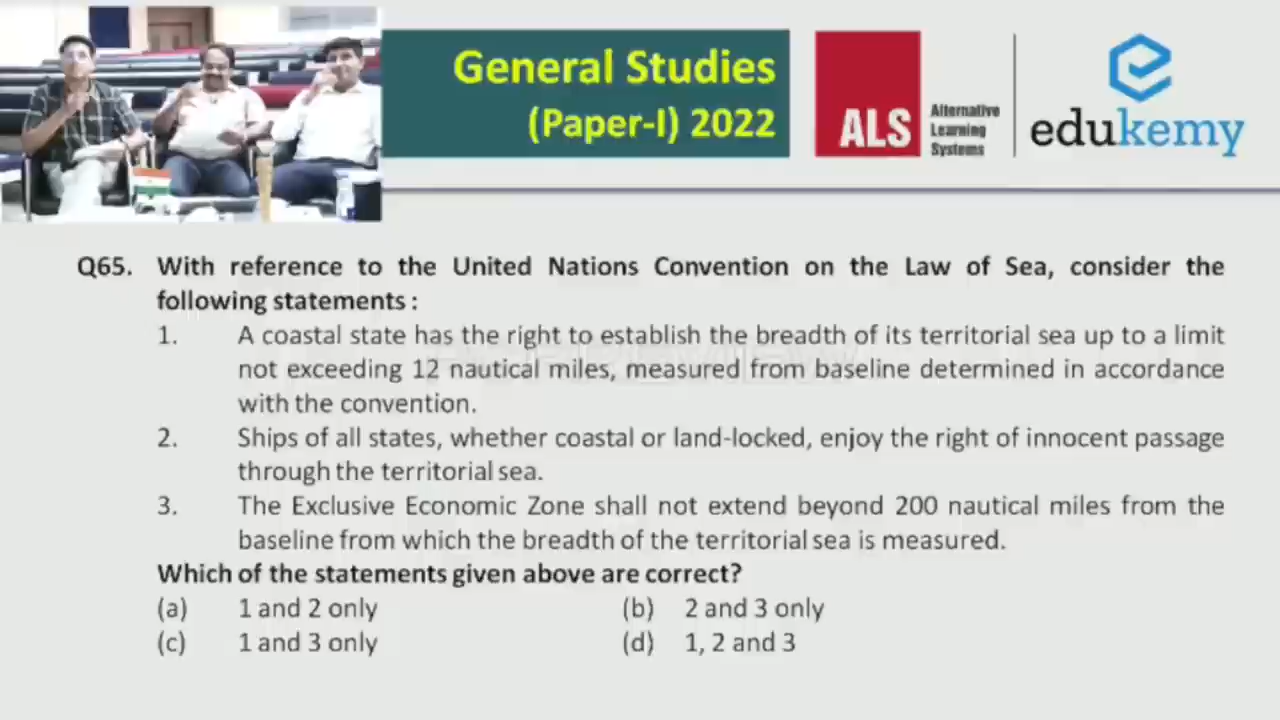 General Studies
(Paper-I) 2022
ALS
Alternative
Learning
Systems
edukemy
Q65. With reference to the United Nations Convention on the Law of Sea, consider the
following statements :
1. A coastal state has the right to establish the breadth of its territorial sea up to a limit
not exceeding 12 nautical miles, measured from baseline determined in accordance
with the convention.
2. Ships of all states, whether coastal or land-locked, enjoy the right of innocent passage
through the territorial sea.
3. The Exclusive Economic Zone shall not extend beyond 200 nautical miles from the
baseline from which the breadth of the territorial sea is measured.
Which of the statements given above are correct?
(a) 1 and 2 only (b) 2 and 3 only
(c) 1 and 3 only (d) 1, 2 and 3